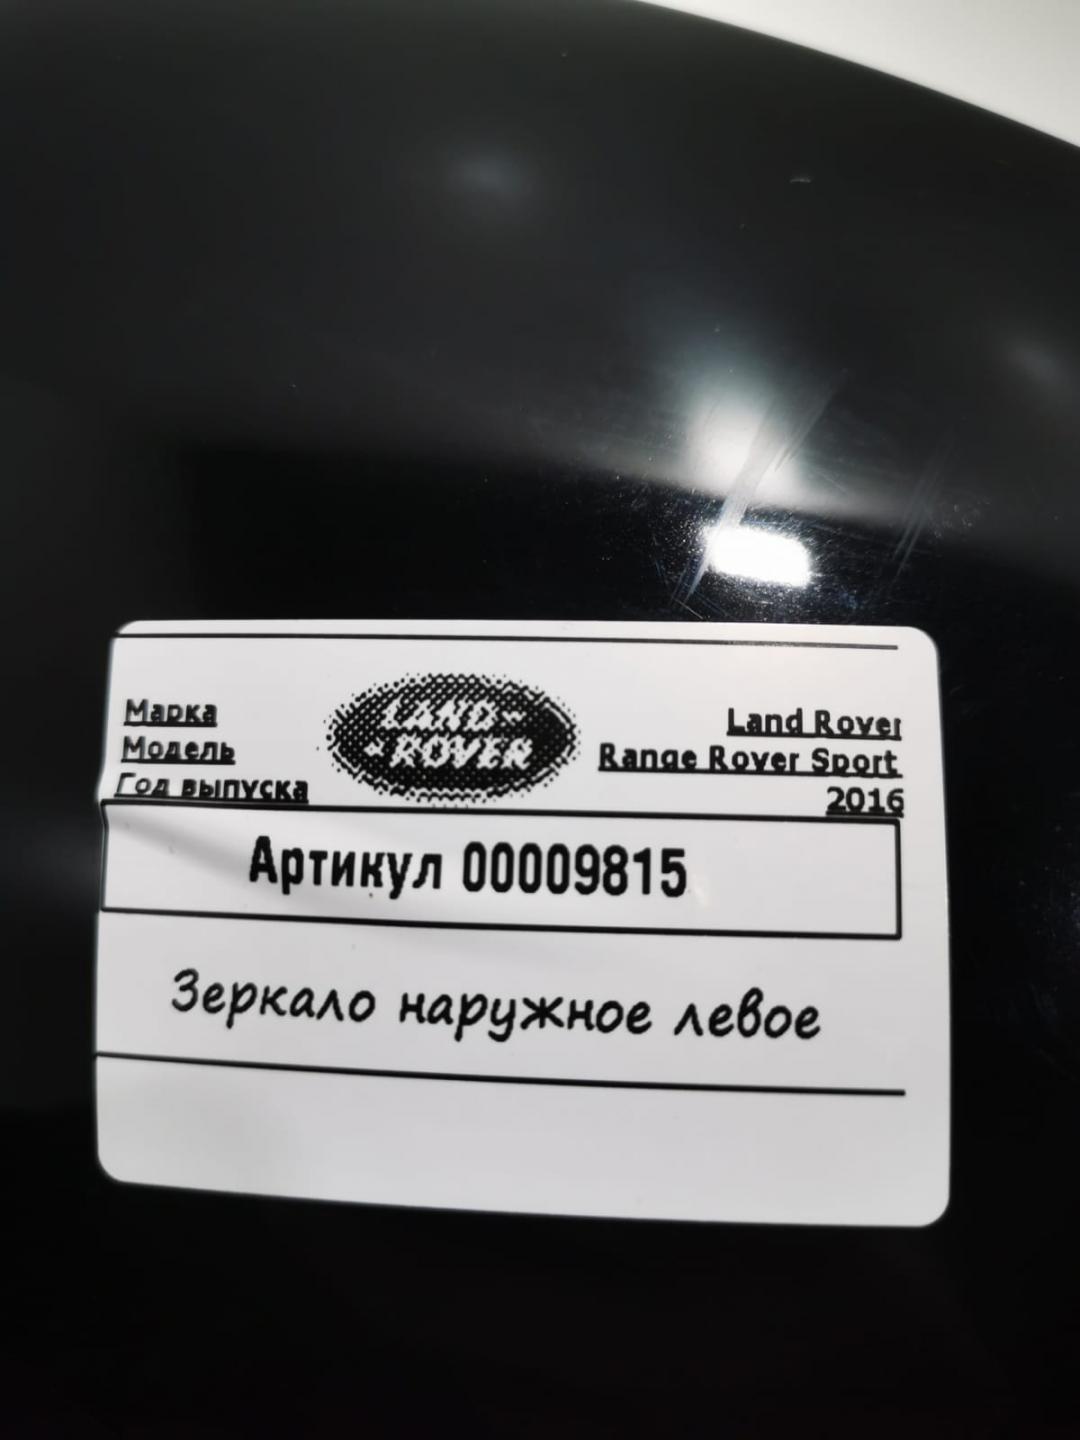 Марка LAND- Land Rover
Модель ROVER Range Rover Sport
Год выпуска 2016
Артикул 00009815
Зеркало наружное левое